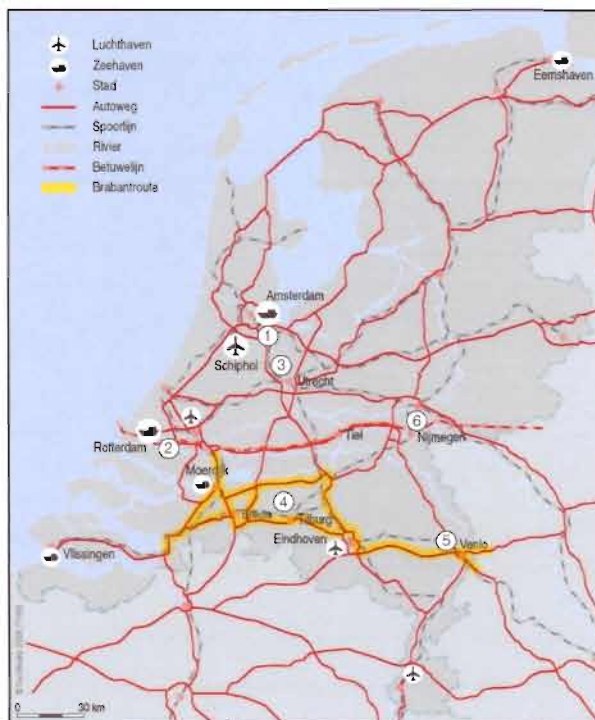 Luchthaven
Zeehaven
Stad
Autoweg
Spoorlijn
Rivier
Betuwelijn
Brabantroute
Eemshaven
Amsterdam
1
Schiphol
3
Utrecht
6
Rotterdam
2
Tiel
Nijmegen
Moerdijk
4
Tilburg
Eindhoven
5
Venlo
Vlissingen
0 30 km